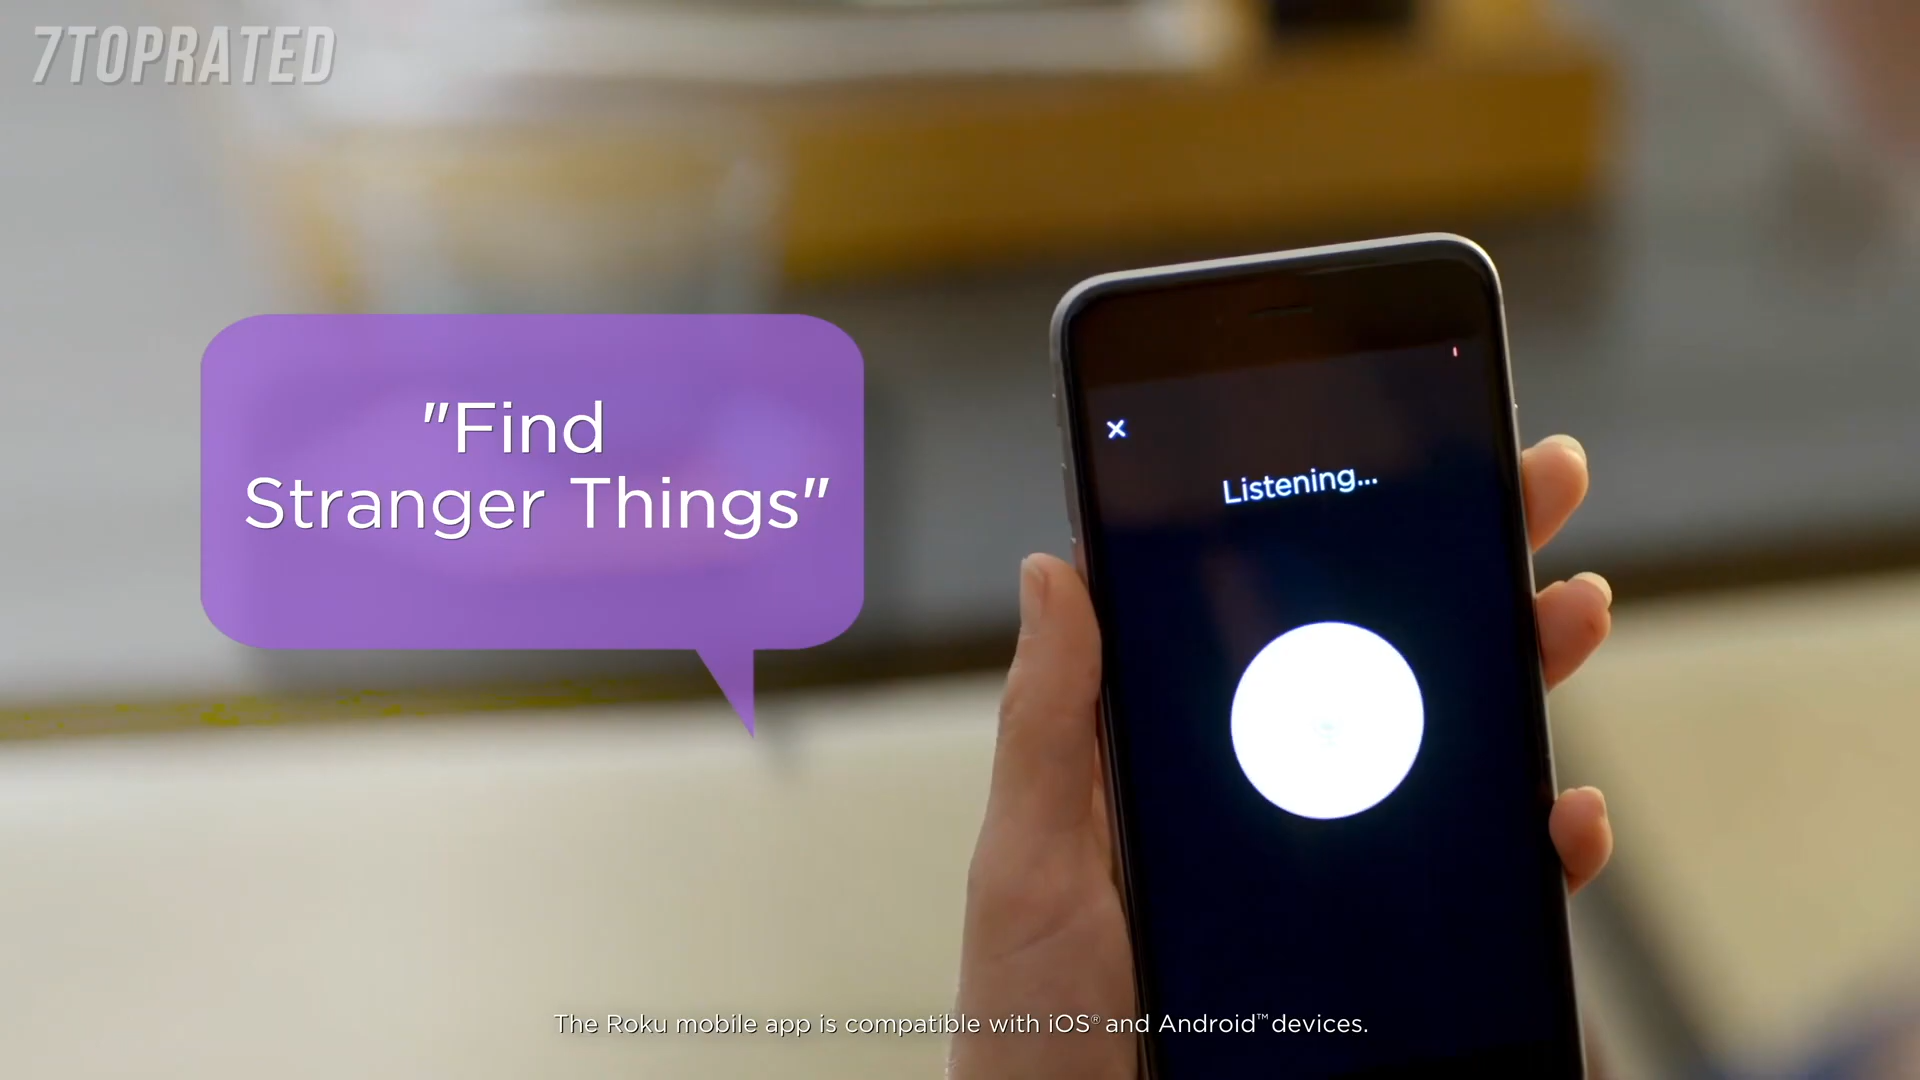 7TOPRATED
"Find
Stranger Things"
×
Listening...
The Roku mobile app is compatible with iOS® and Android™ devices.